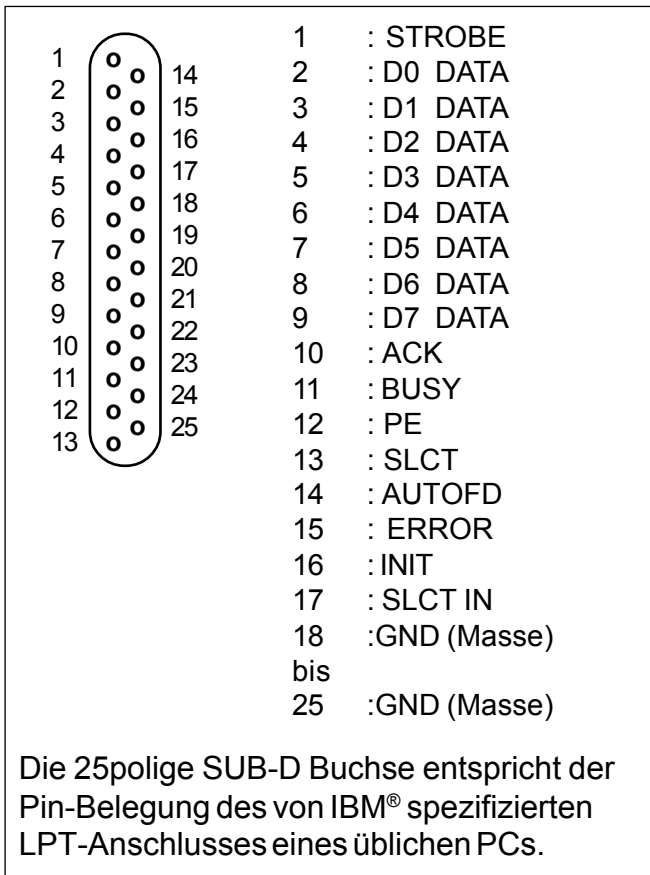 1
2
3
4
5
6
7
8
9
10
11
12
13
14
15
16
17
18
19
20
21
22
23
24
25
1 : STROBE
2 : D0 DATA
3 : D1 DATA
4 : D2 DATA
5 : D3 DATA
6 : D4 DATA
7 : D5 DATA
8 : D6 DATA
9 : D7 DATA
10 : ACK
11 : BUSY
12 : PE
13 : SLCT
14 : AUTOFD
15 : ERROR
16 : INIT
17 : SLCT IN
18 :GND (Masse)
bis
25 :GND (Masse)
Die 25polige SUB-D Buchse entspricht der
Pin-Belegung des von IBM® spezifizierten
LPT-Anschlusses eines üblichen PCs.